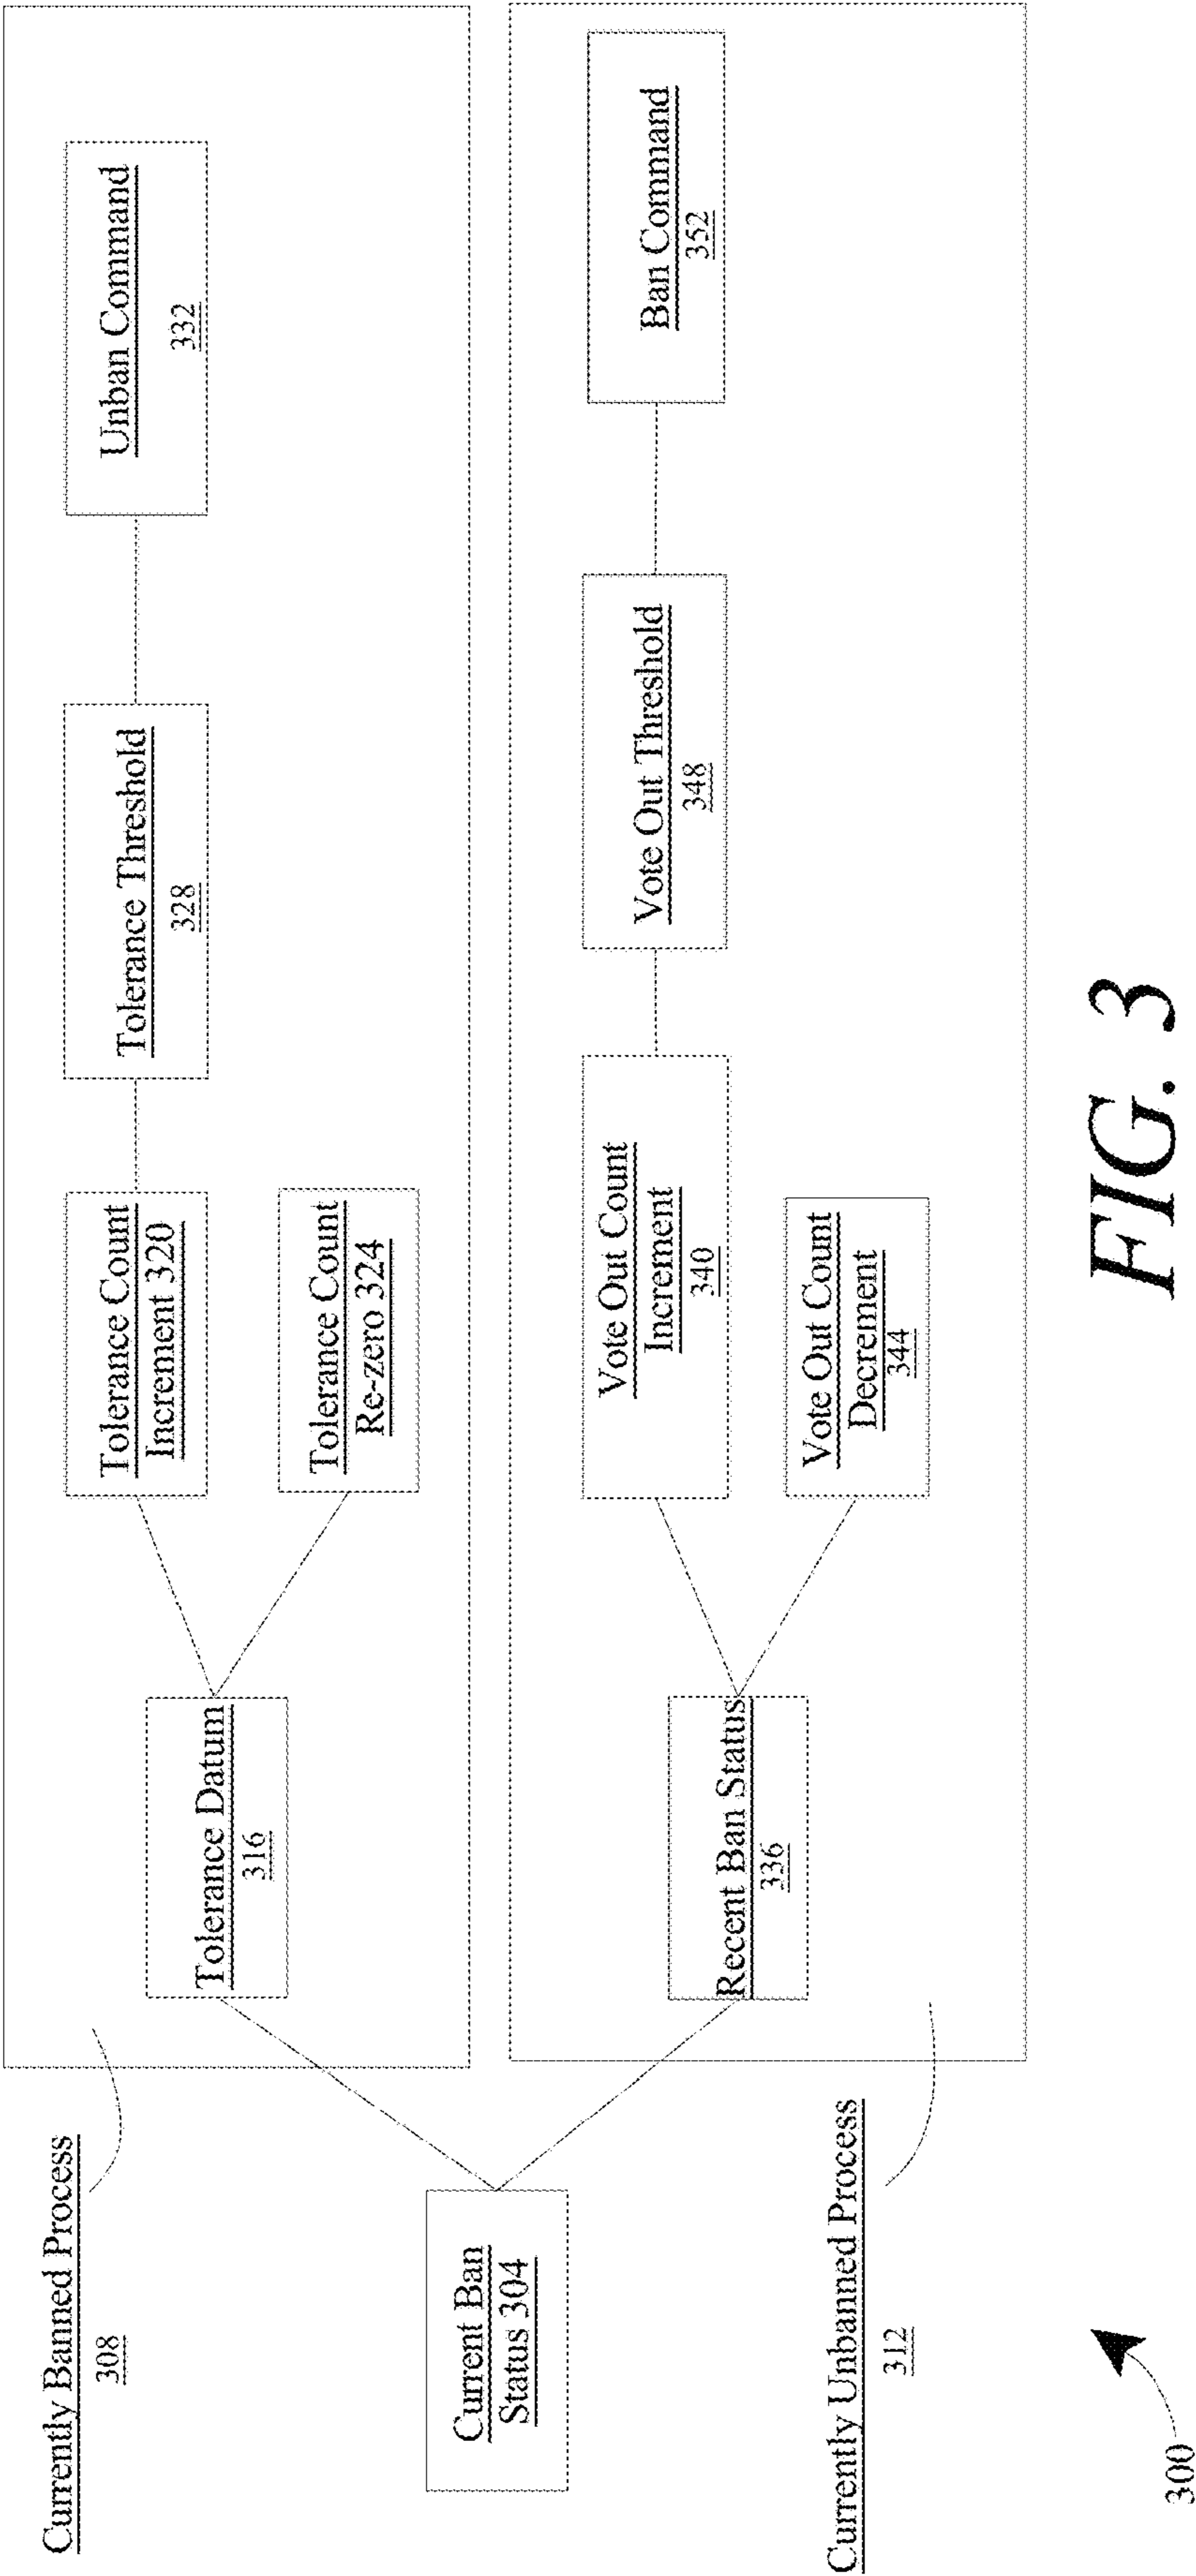 Currently Banned Process
308
Tolerance Datum
316
Tolerance Count
Increment 320
Tolerance Count
Re-zero 324
Tolerance Threshold
328
Unban Command
332
Current Ban
Status 304
Currently Unbanned Process
312
Recent Ban Status
336
Vote Out Count
Increment
340
Vote Out Count
Decrement
344
Vote Out Threshold
348
Ban Command
352
300
FIG. 3